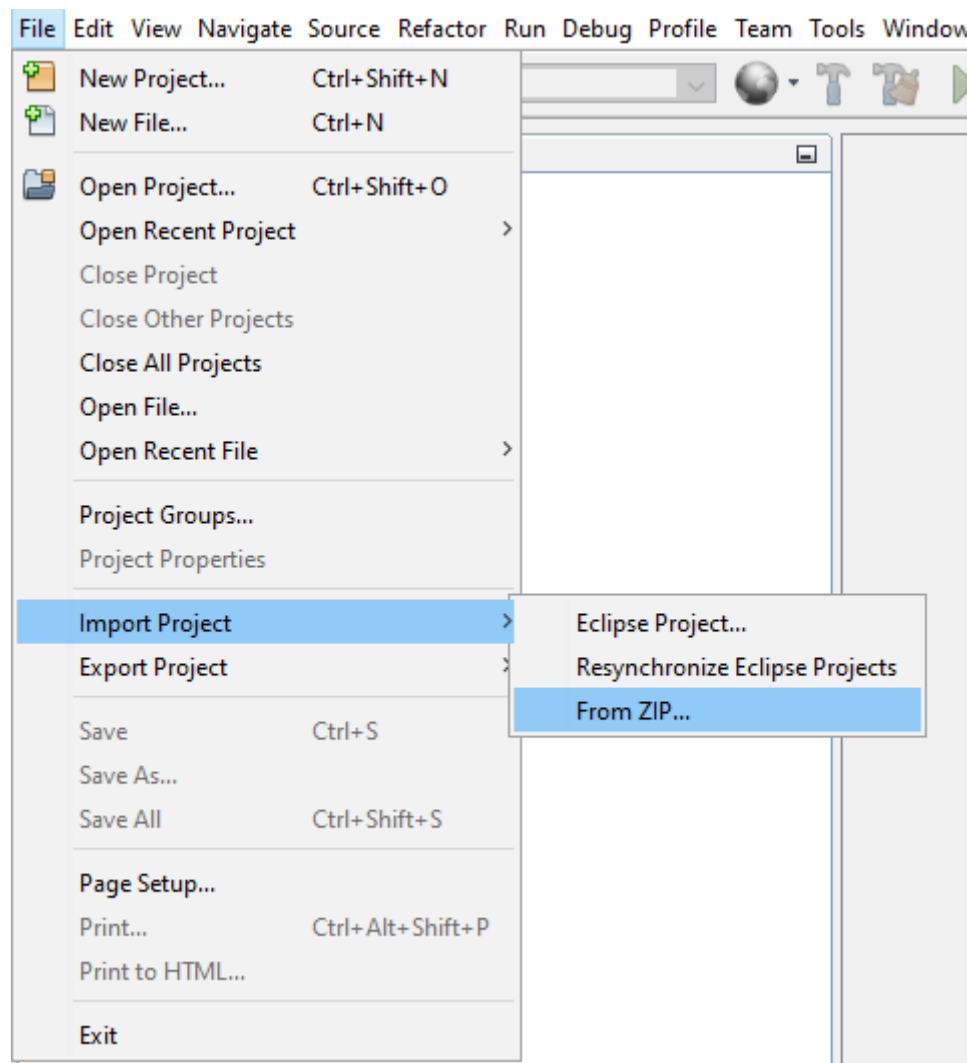 File Edit View Navigate Source Refactor Run Debug Profile Team Tools Window
New Project... Ctrl+Shift+N
New File... Ctrl+N
Open Project... Ctrl+Shift+O
Open Recent Project
Close Project
Close Other Projects
Close All Projects
Open File...
Open Recent File
Project Groups...
Project Properties
Import Project
Eclipse Project...
Export Project
Resynchronize Eclipse Projects
From ZIP...
Save Ctrl+S
Save As...
Save All Ctrl+Shift+S
Page Setup...
Print... Ctrl+Alt+Shift+P
Print to HTML...
Exit